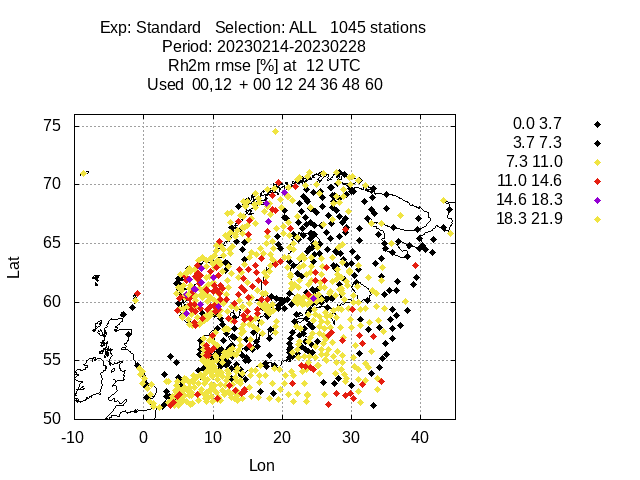 Exp: Standard   Selection: ALL   1045 stations
Period: 20230214-20230228
Rh2m rmse [%] at  12 UTC
Used  00,12  + 00 12 24 36 48 60
0.0 3.7
3.7 7.3
7.3 11.0
11.0 14.6
14.6 18.3
18.3 21.9
75
70
65
60
55
50
Lat
-10 0 10 20 30 40
Lon